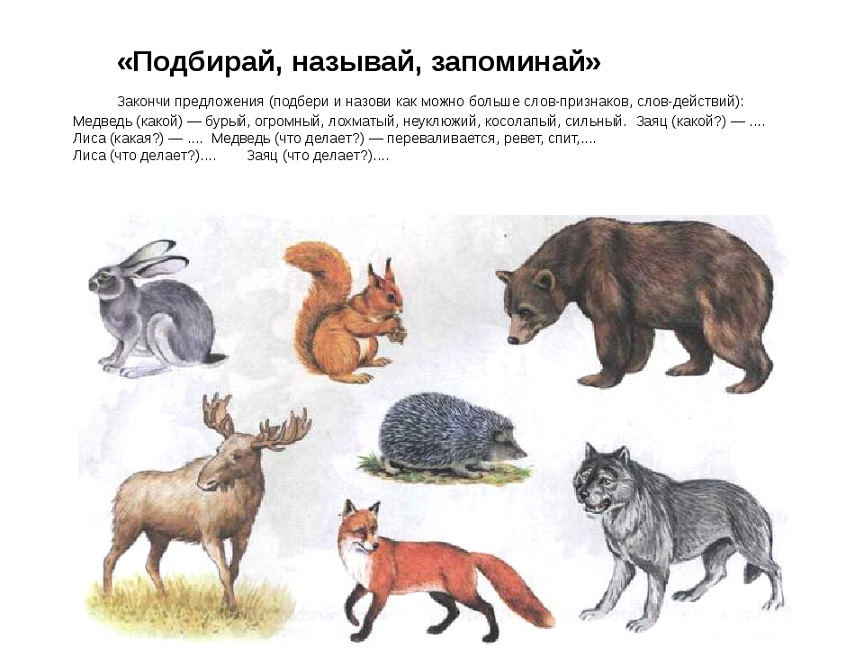 «Подбирай, называй, запоминай»
Закончи предложения (подбери и назови как можно больше слов-признаков, слов-действий):
Медведь (какой) — бурый, огромный, лохматый, неуклюжий, косолапый, сильный. Заяц (какой?) — ....
Лиса (какая?) — .... Медведь (что делает?) — переваливается, ревет, спит,....
Лиса (что делает?).... Заяц (что делает?)....